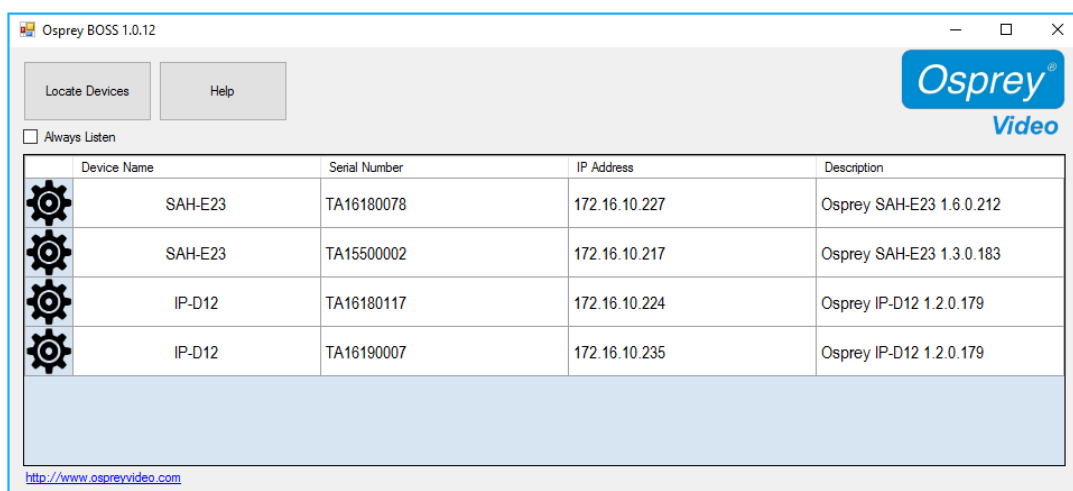 Osprey BOSS 1.0.12
Locate Devices Help
Osprey®
Video
Always Listen
Device Name Serial Number IP Address Description
SAH-E23 TA16180078 172.16.10.227 Osprey SAH-E23 1.6.0.212
SAH-E23 TA15500002 172.16.10.217 Osprey SAH-E23 1.3.0.183
IP-D12 TA16180117 172.16.10.224 Osprey IP-D12 1.2.0.179
IP-D12 TA16190007 172.16.10.235 Osprey IP-D12 1.2.0.179
http://www.ospreyvideo.com